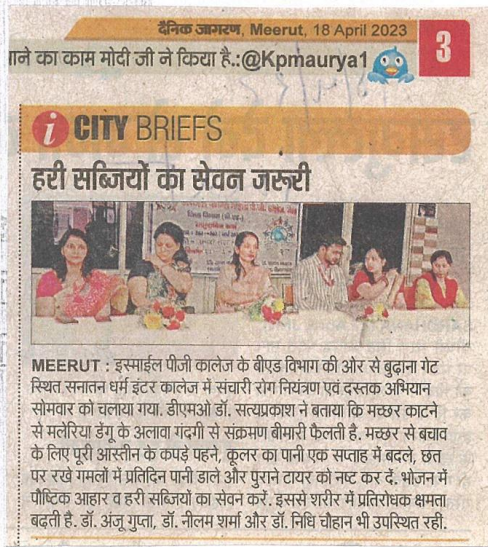 दैनिक जागरण, Meerut, 18 April 2023
3
ाने का काम मोदी जी ने किया है.:@Kpmaurya1
i CITY BRIEFS
हरी सब्जियों का सेवन जरूरी
MEERUT : इस्माईल पीजी कालेज के बीएड विभाग की ओर से बुढ़ाना गेट
स्थित सनातन धर्म इंटर कालेज में संचारी रोग नियंत्रण एवं दस्तक अभियान
सोमवार को चलाया गया. डीएमओ डॉ. सत्यप्रकाश ने बताया कि मच्छर काटने
से मलेरिया डेंगू के अलावा गंदगी से संक्रमण बीमारी फैलती है. मच्छर से बचाव
के लिए पूरी आस्तीन के कपड़े पहने, कूलर का पानी एक सप्ताह में बदले, छत
पर रखे गमलों में प्रतिदिन पानी डाले और पुराने टायर को नष्ट कर दें. भोजन में
पौष्टिक आहार व हरी सब्जियों का सेवन करें. इससे शरीर में प्रतिरोधक क्षमता
बढ़ती है. डॉ. अंजू गुप्ता, डॉ. नीलम शर्मा और डॉ. निधि चौहान भी उपस्थित रही.